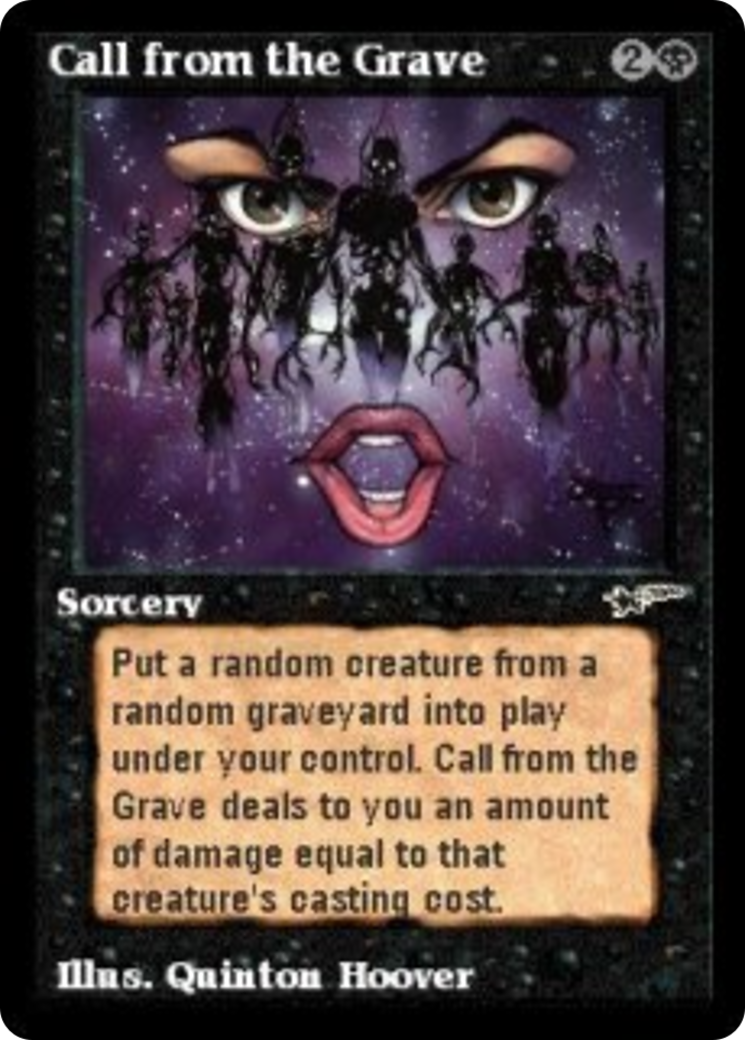 Call from the Grave 2
Sorcery
Put a random creature from a
random graveyard into play
under your control. Call from the
Grave deals to you an amount
of damage equal to that
creature's casting cost.
Illus. Quinton Hoover